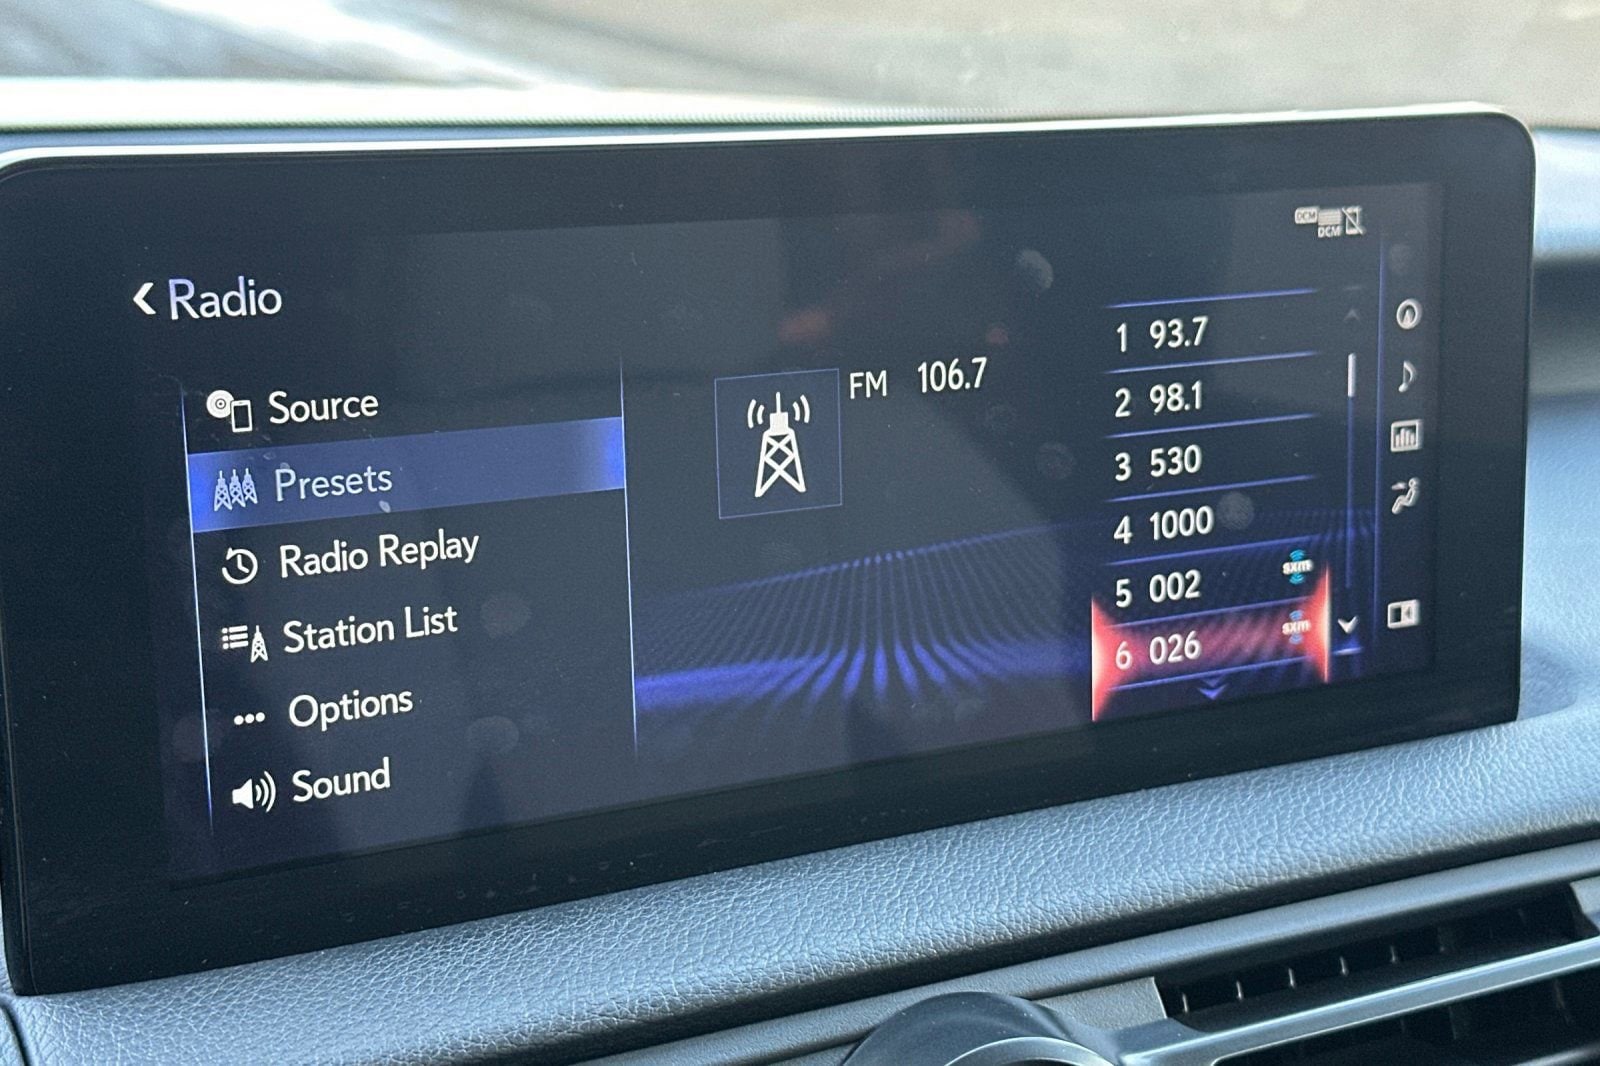 DCM
DCM
Radio
Source
Presets
Radio Replay
Station List
Options
Sound
FM 106.7
1 93.7
2 98.1
3 530
4 1000
5 002 sxm
6 026 sxm